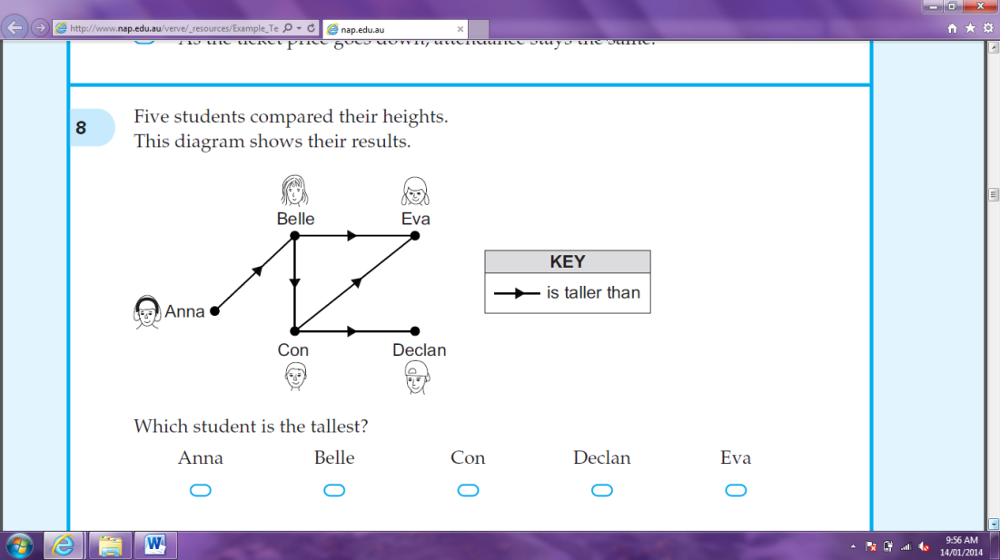 http://www.nap.edu.au/verve/_resources/Example_Te
nap.edu.au
As the ticket price goes down, attendance stays the same.
8
Five students compared their heights.
This diagram shows their results.
Belle
Eva
KEY
is taller than
Anna
Con
Declan
Which student is the tallest?
Anna Belle Con Declan Eva
9:56 AM
14/01/2014